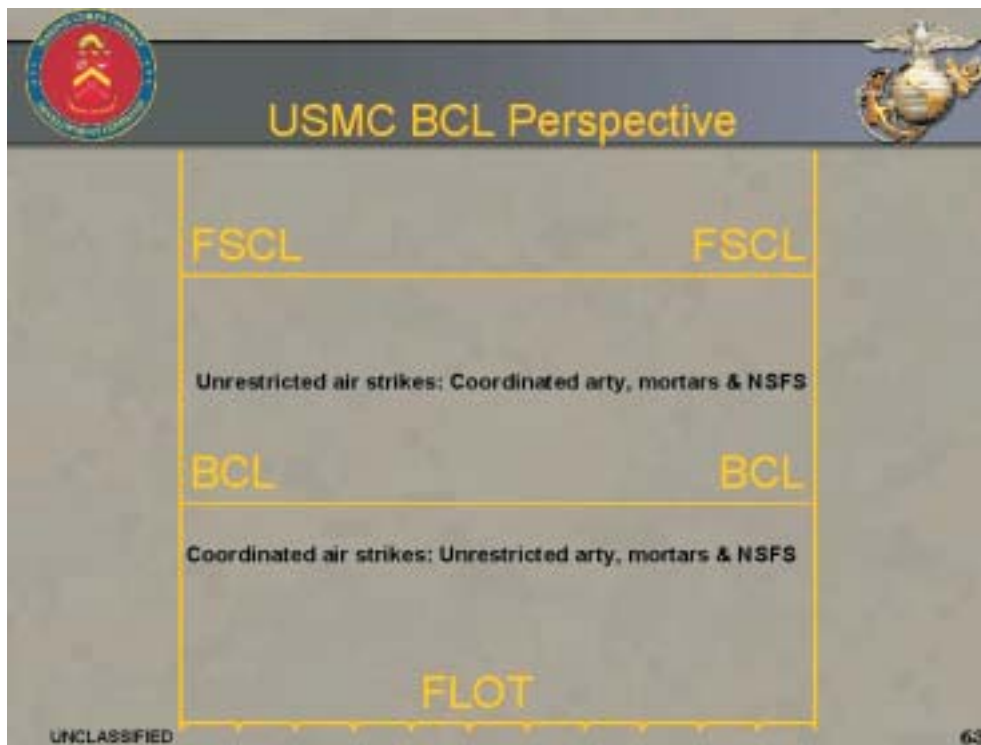 USMC BCL Perspective
FSCL FSCL
Unrestricted air strikes: Coordinated arty, mortars & NSFS
BCL BCL
Coordinated air strikes: Unrestricted arty, mortars & NSFS
FLOT
UNCLASSIFIED